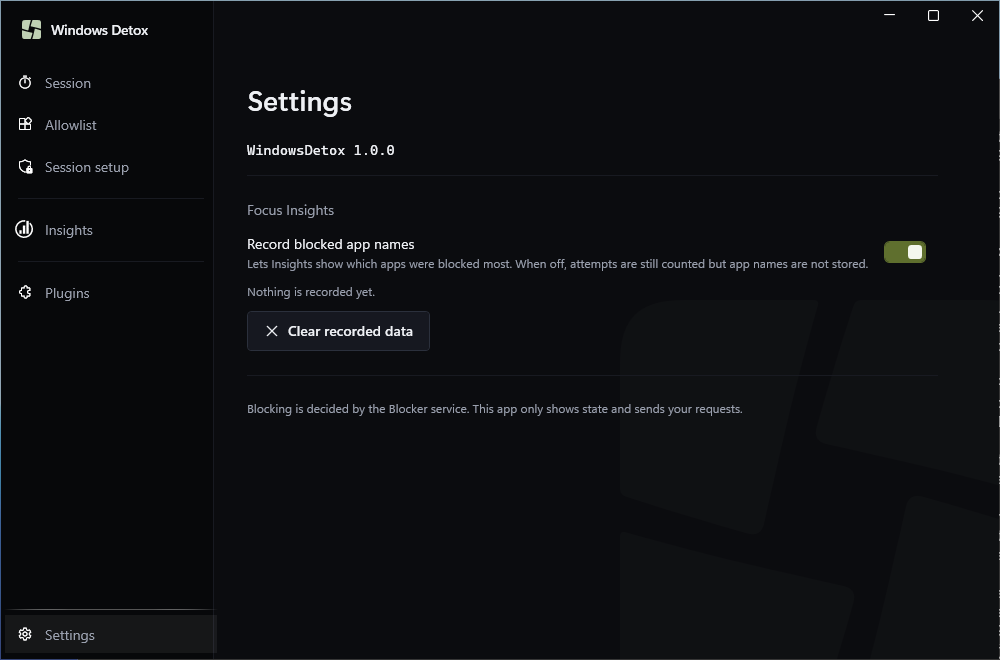 Windows Detox
Session
Allowlist
Session setup
Insights
Plugins
Settings
Settings
WindowsDetox 1.0.0
Focus Insights
Record blocked app names
Lets Insights show which apps were blocked most. When off, attempts are still counted but app names are not stored.
Nothing is recorded yet.
Clear recorded data
Blocking is decided by the Blocker service. This app only shows state and sends your requests.